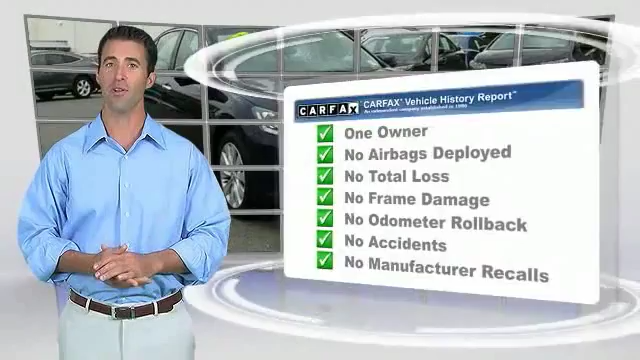 CARFAX CARFAX Vehicle History Report™
An independent company established in 1986
One Owner
No Airbags Deployed
No Total Loss
No Frame Damage
No Odometer Rollback
No Accidents
No Manufacturer Recalls